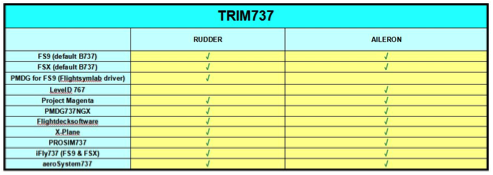 TRIM737
RUDDER AILERON
FS9 (default B737) √ √
FSX (default B737) √ √
PMDG for FS9 (Flightsymlab driver) √
LevelD 767 √
Project Magenta √ √
PMDG737NGX √ √
Flightdecksoftware √ √
X-Plane √ √
PROSIM737 √ √
iFly737 (FS9 & FSX) √ √
aeroSystem737 √ √